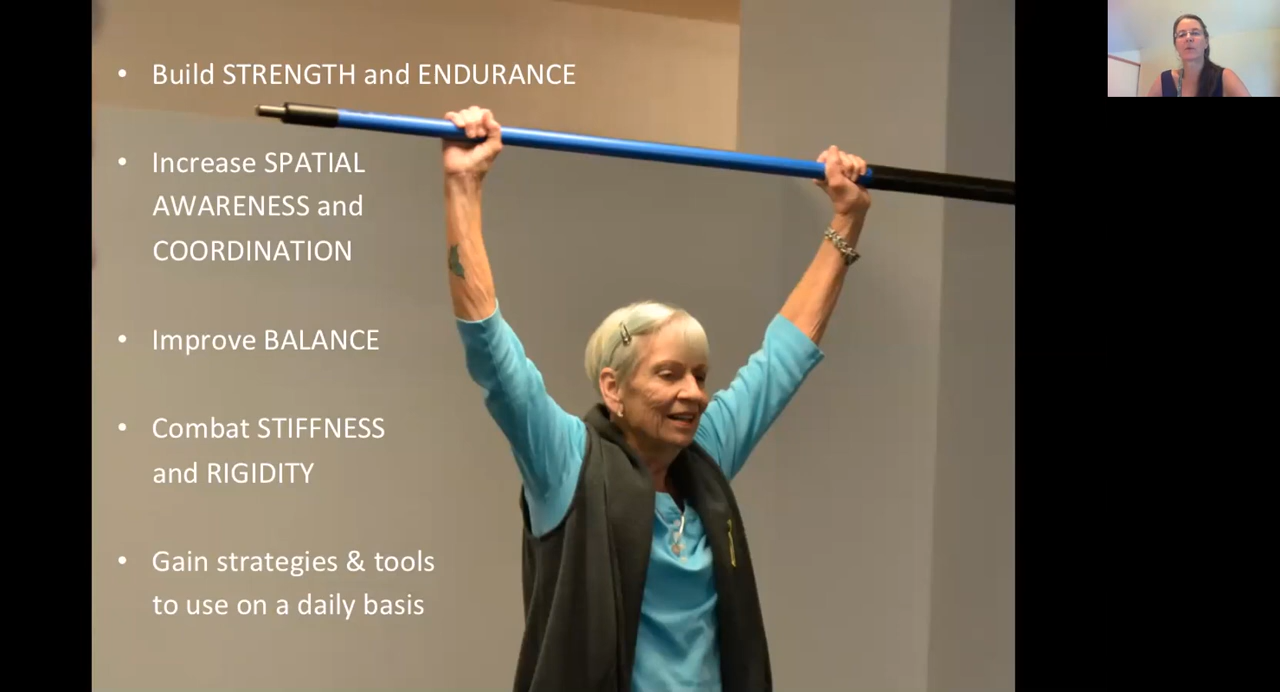 • Build STRENGTH and ENDURANCE
• Increase SPATIAL
AWARENESS and
COORDINATION
• Improve BALANCE
• Combat STIFFNESS
and RIGIDITY
• Gain strategies & tools
to use on a daily basis